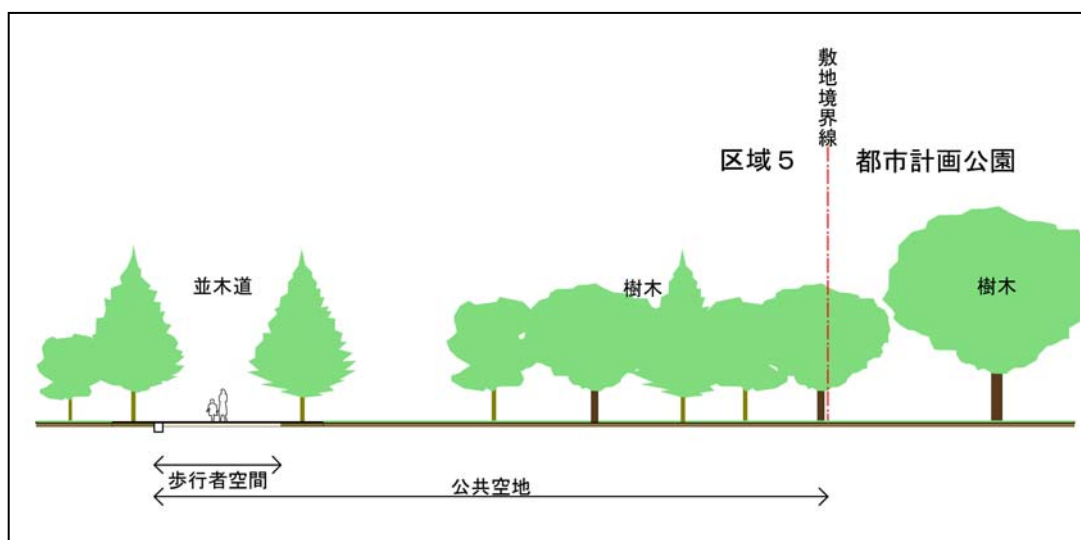 敷地境界線
区域5
都市計画公園
並木道
樹木
樹木
歩行者空間
公共空地